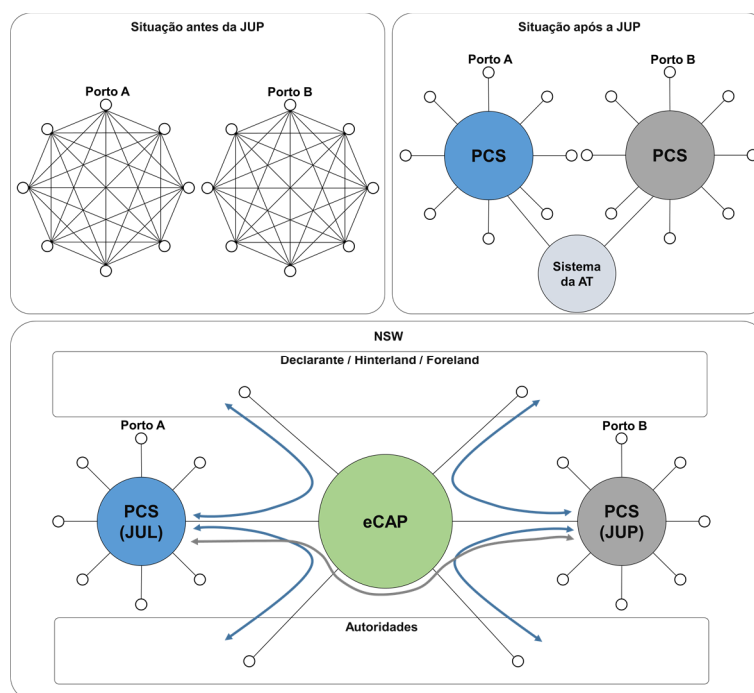 Situação antes da JUP
Porto A
Porto B
Situação após a JUP
Porto A
Porto B
PCS
PCS
Sistema
da AT
NSW
Declarante / Hinterland / Foreland
Porto A
Porto B
PCS
(JUL)
eCAP
PCS
(JUP)
Autoridades